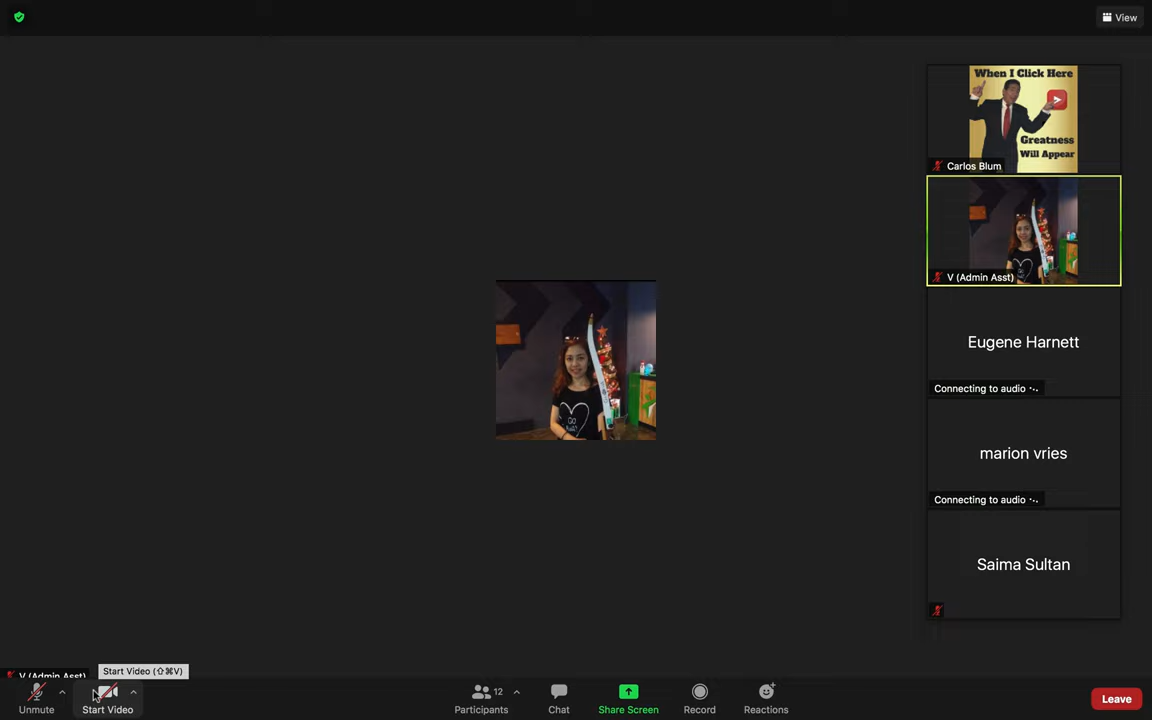 View
When I Click Here
Greatness
Will Appear
Carlos Blum
V (Admin Asst)
Eugene Harnett
Connecting to audio
marion vries
Connecting to audio
Saima Sultan
GO
AWAY
V (Admin Asst)
Start Video (⇧⌘V)
Unmute
Start Video
12
Participants
Chat
Share Screen
Record
Reactions
Leave